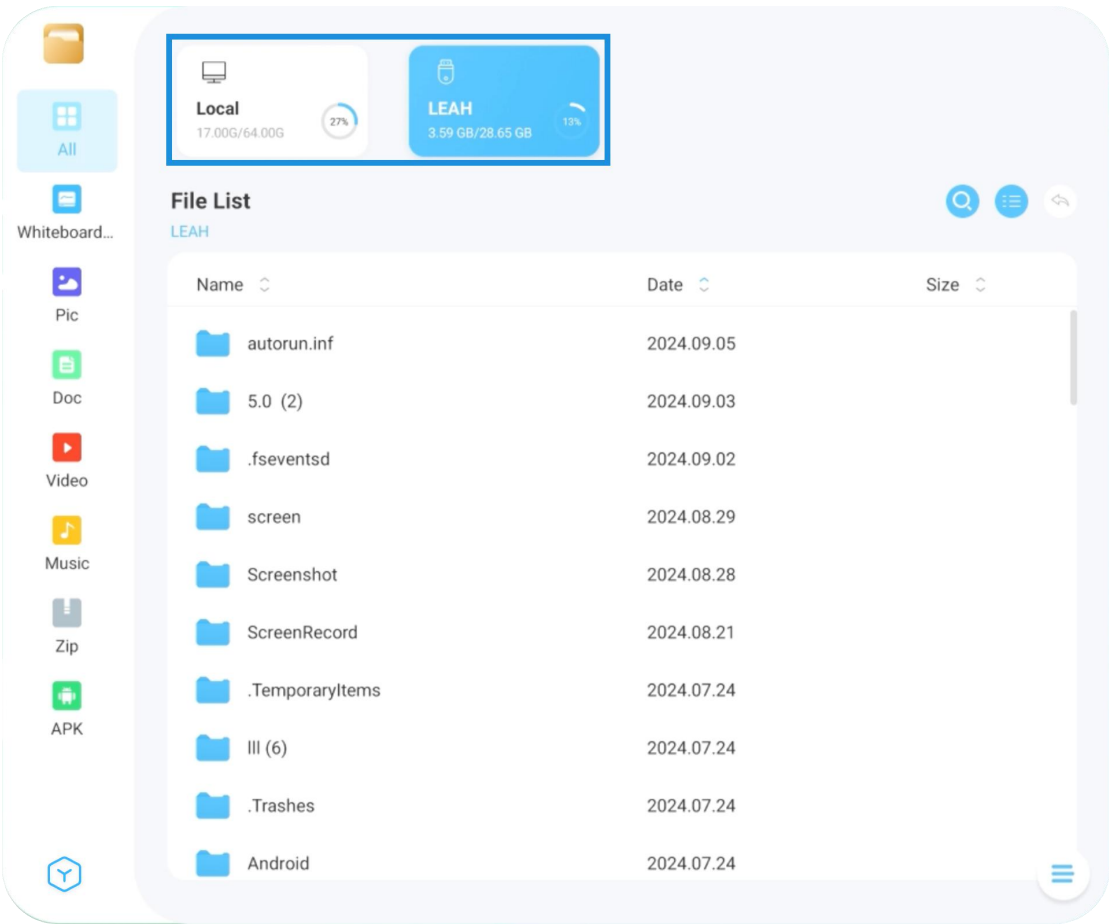 Local
17.00G/64.00G
27%
LEAH
3.59 GB/28.65 GB
13%
All
Whiteboard...
Pic
Doc
Video
Music
Zip
APK
File List
LEAH
Name Date Size
autorun.inf 2024.09.05
5.0 (2) 2024.09.03
.fseventsd 2024.09.02
screen 2024.08.29
Screenshot 2024.08.28
ScreenRecord 2024.08.21
.TemporaryItems 2024.07.24
lll (6) 2024.07.24
.Trashes 2024.07.24
Android 2024.07.24